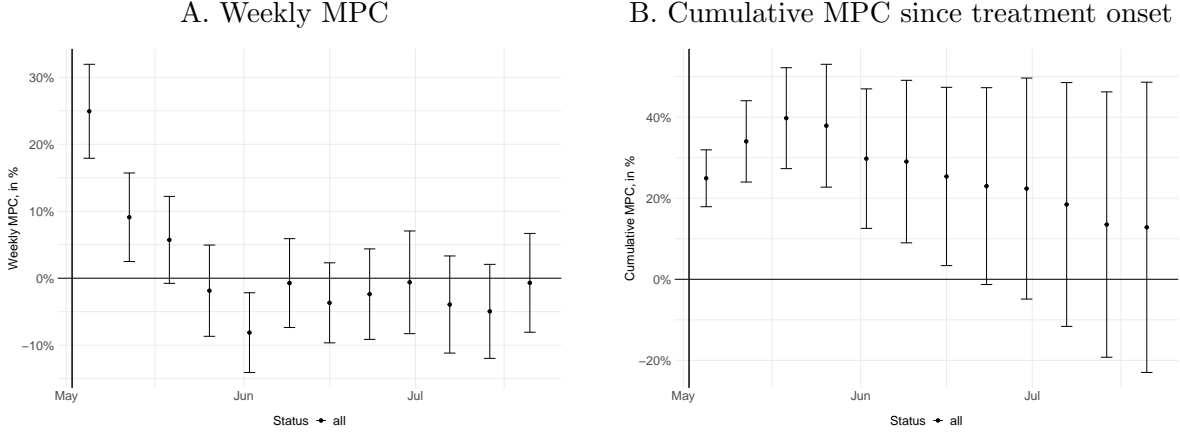 A. Weekly MPC
Weekly MPC, in %
30%
20%
10%
0%
−10%
May
Jun
Jul
Status all
B. Cumulative MPC since treatment onset
Cumulative MPC, in %
40%
20%
0%
−20%
May
Jun
Jul
Status all